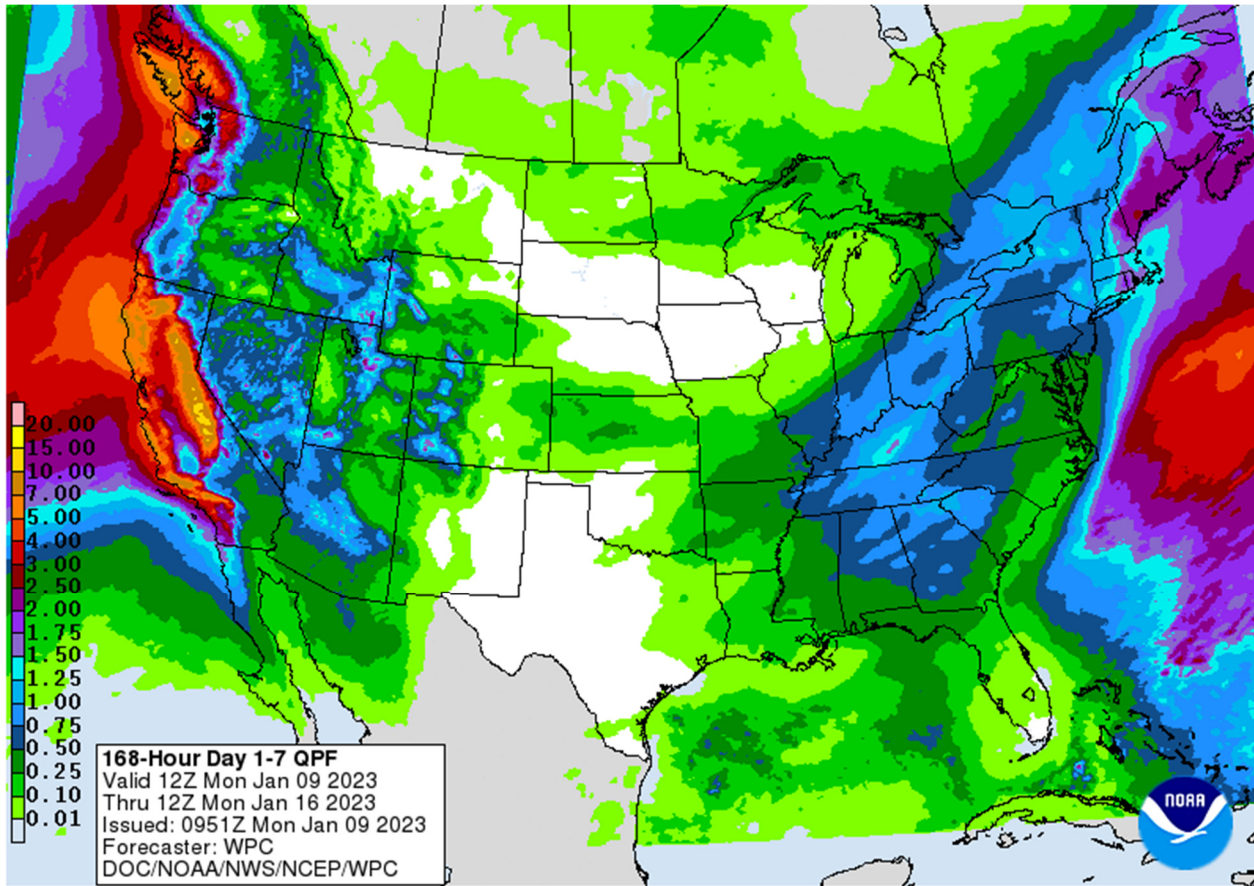 20.00
15.00
10.00
7.00
5.00
4.00
3.00
2.50
2.00
1.75
1.50
1.25
1.00
0.75
0.50
0.25
0.10
0.01
168-Hour Day 1-7 QPF
Valid 12Z Mon Jan 09 2023
Thru 12Z Mon Jan 16 2023
Issued: 0951Z Mon Jan 09 2023
Forecaster: WPC
DOC/NOAA/NWS/NCEP/WPC
NOAA